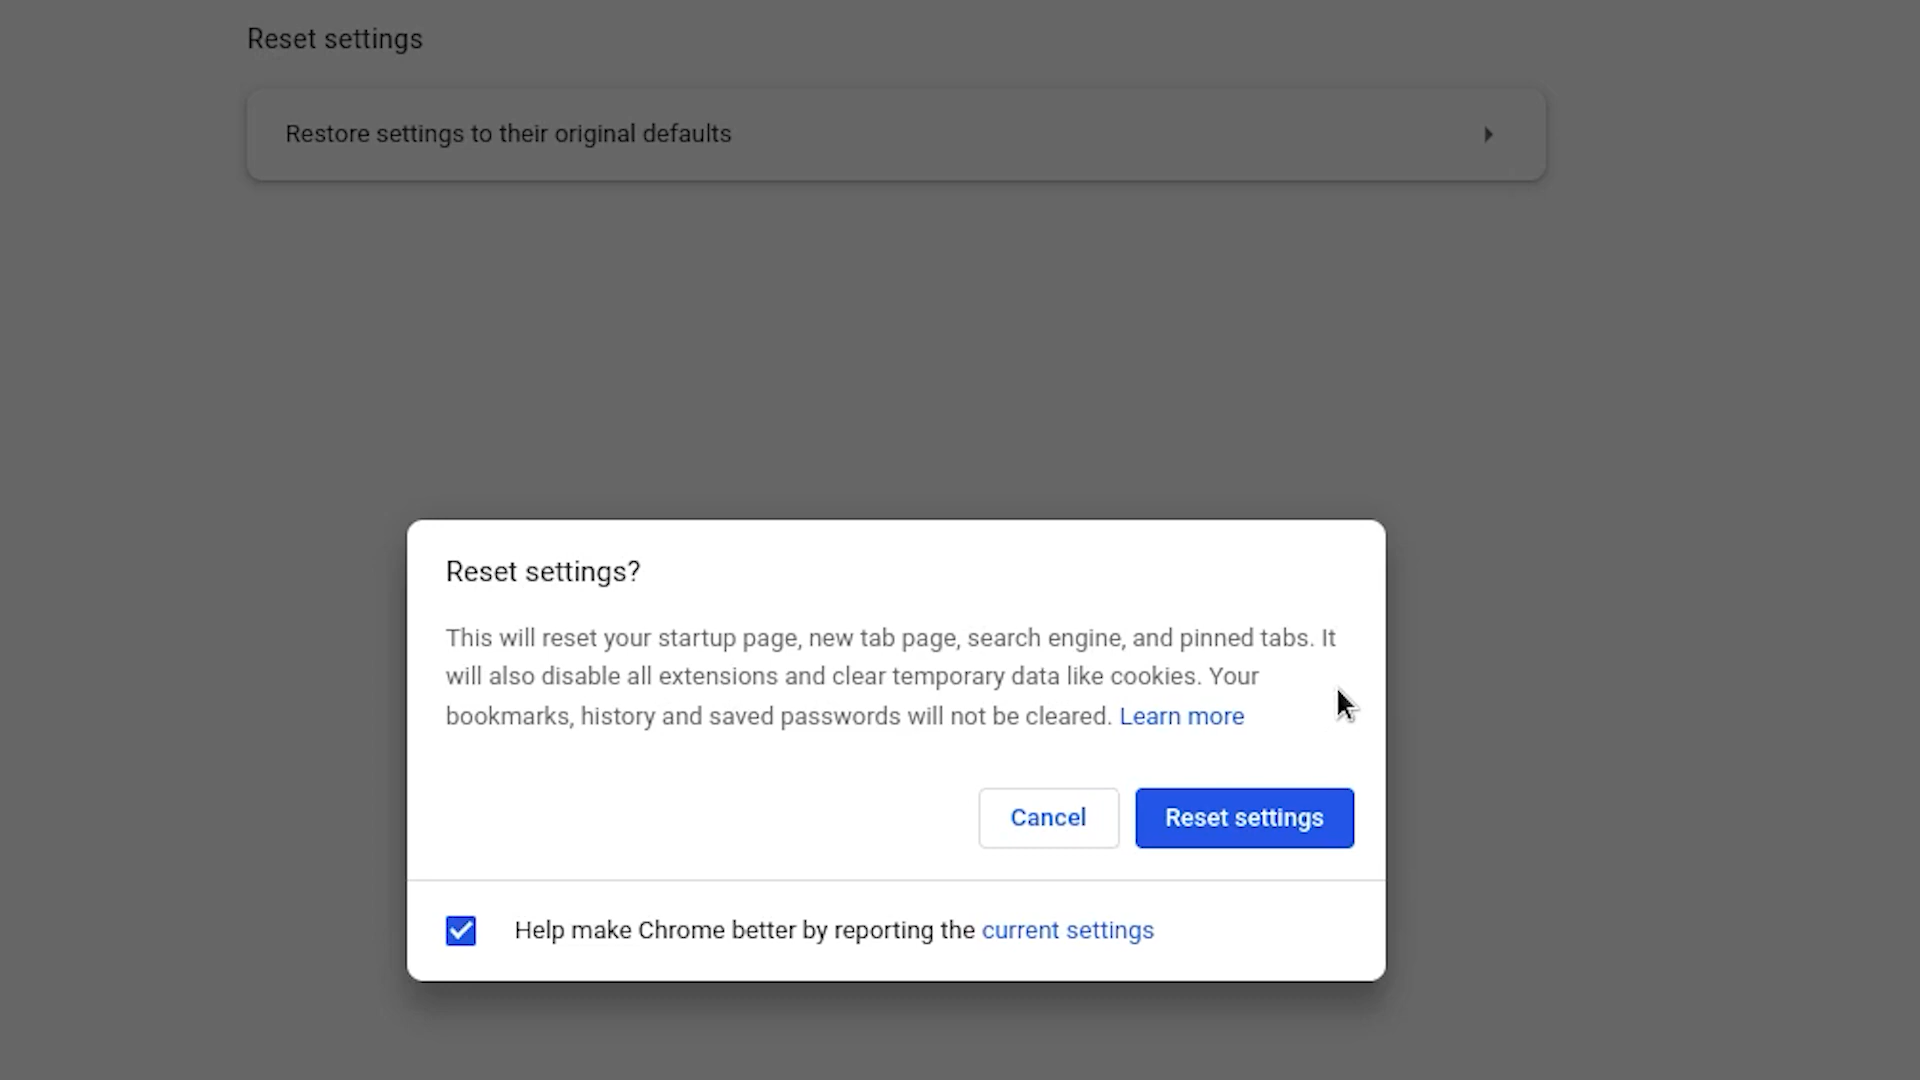 Reset settings
Restore settings to their original defaults
Reset settings?
This will reset your startup page, new tab page, search engine, and pinned tabs. It
will also disable all extensions and clear temporary data like cookies. Your
bookmarks, history and saved passwords will not be cleared. Learn more
Cancel
Reset settings
Help make Chrome better by reporting the current settings